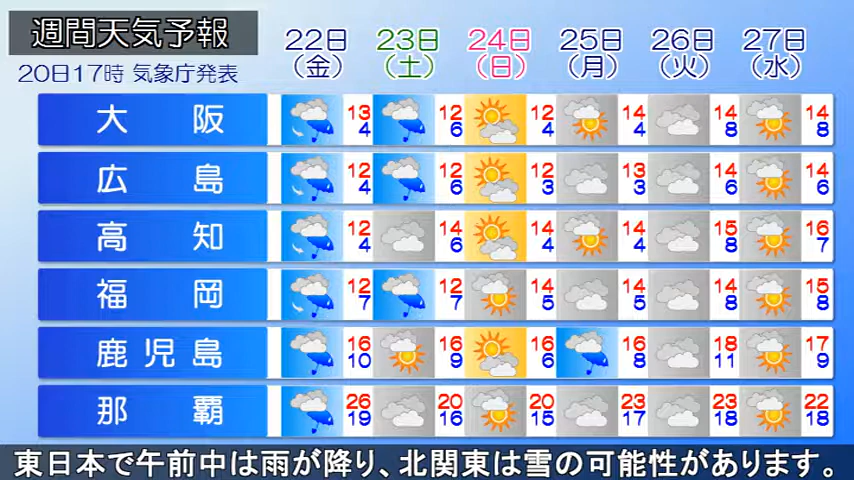 週間天気予報
20日17時 気象庁発表
22日 23日 24日 25日 26日 27日
(金) (土) (日) (月) (火) (水)
大阪 13 4 12 6 12 4 14 4 14 8 14 8
広島 12 4 12 6 12 3 13 3 14 6 14 6
高知 12 4 14 6 14 4 14 4 15 8 16 7
福岡 12 7 12 7 14 5 14 5 14 8 15 8
鹿児島 16 10 16 9 16 6 16 8 18 11 17 9
那覇 26 19 20 16 20 15 23 17 23 18 22 18
東日本で午前中は雨が降り、北関東は雪の可能性があります。